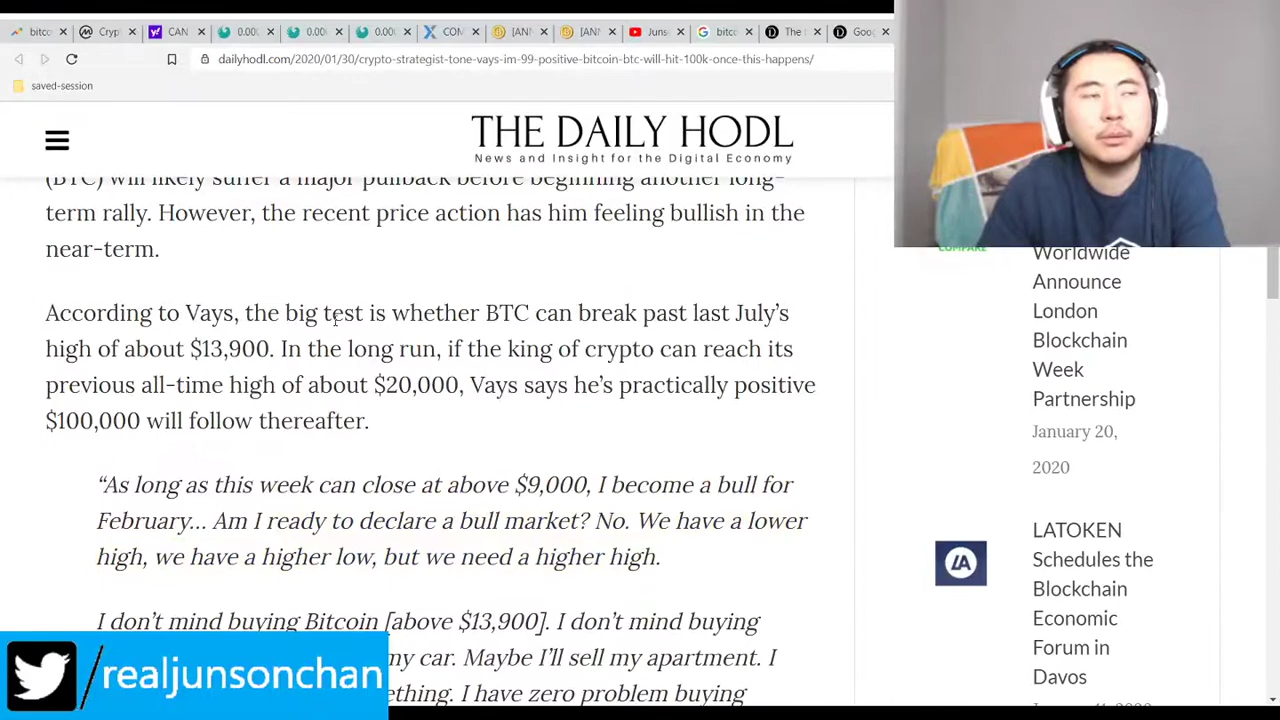 bitco
Cryp
CAN
0.00
0.00
0.00
COM
[ANN
[ANN
Juns
bitco
The
Goo
dailyhodl.com/2020/01/30/crypto-strategist-tone-vays-im-99-positive-bitcoin-btc-will-hit-100k-once-this-happens/
saved-session
THE DAILY HODL
News and Insight for the Digital Economy
(BTC) will likely suffer a major pullback before beginning another long-
term rally. However, the recent price action has him feeling bullish in the
near-term.
According to Vays, the big test is whether BTC can break past last July’s
high of about $13,900. In the long run, if the king of crypto can reach its
previous all-time high of about $20,000, Vays says he’s practically positive
$100,000 will follow thereafter.
“As long as this week can close at above $9,000, I become a bull for
February… Am I ready to declare a bull market? No. We have a lower
high, we have a higher low, but we need a higher high.
I don’t mind buying Bitcoin [above $13,900]. I don’t mind buying
my car. Maybe I’ll sell my apartment. I
ething. I have zero problem buying
COMPARE
Worldwide
Announce
London
Blockchain
Week
Partnership
January 20,
2020
LA
LATOKEN
Schedules the
Blockchain
Economic
Forum in
Davos
/realjunsonchan